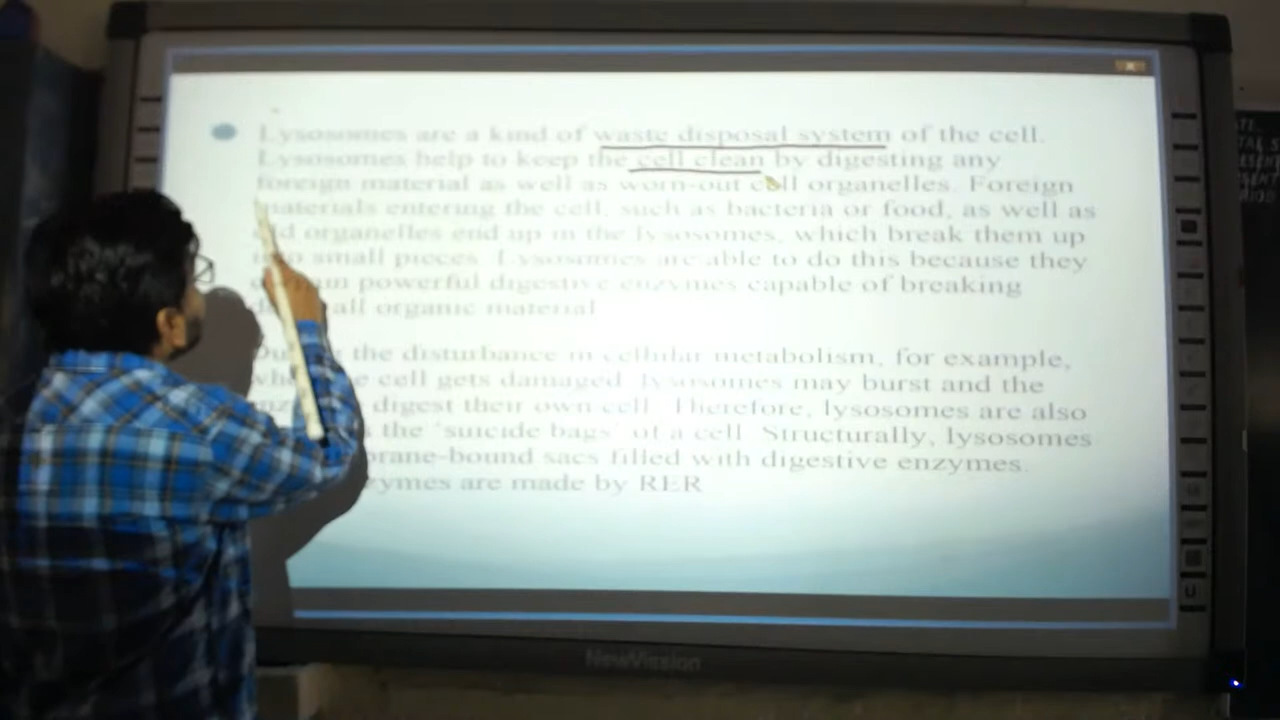 Lysosomes are a kind of waste disposal system of the cell.
Lysosomes help to keep the cell clean by digesting any
foreign material as well as worn-out cell organelles. Foreign
materials entering the cell, such as bacteria or food, as well as
old organelles end up in the lysosomes, which break them up
small pieces. Lysosomes are able to do this because they
powerful digestive enzymes capable of breaking
all organic material
During the disturbance in cellular metabolism, for example,
cell gets damaged, lysosomes may burst and the
digest their own cell. Therefore, lysosomes are also
the 'suicide bags' of a cell. Structurally, lysosomes
brane-bound sacs filled with digestive enzymes.
zymes are made by RER
NewVission